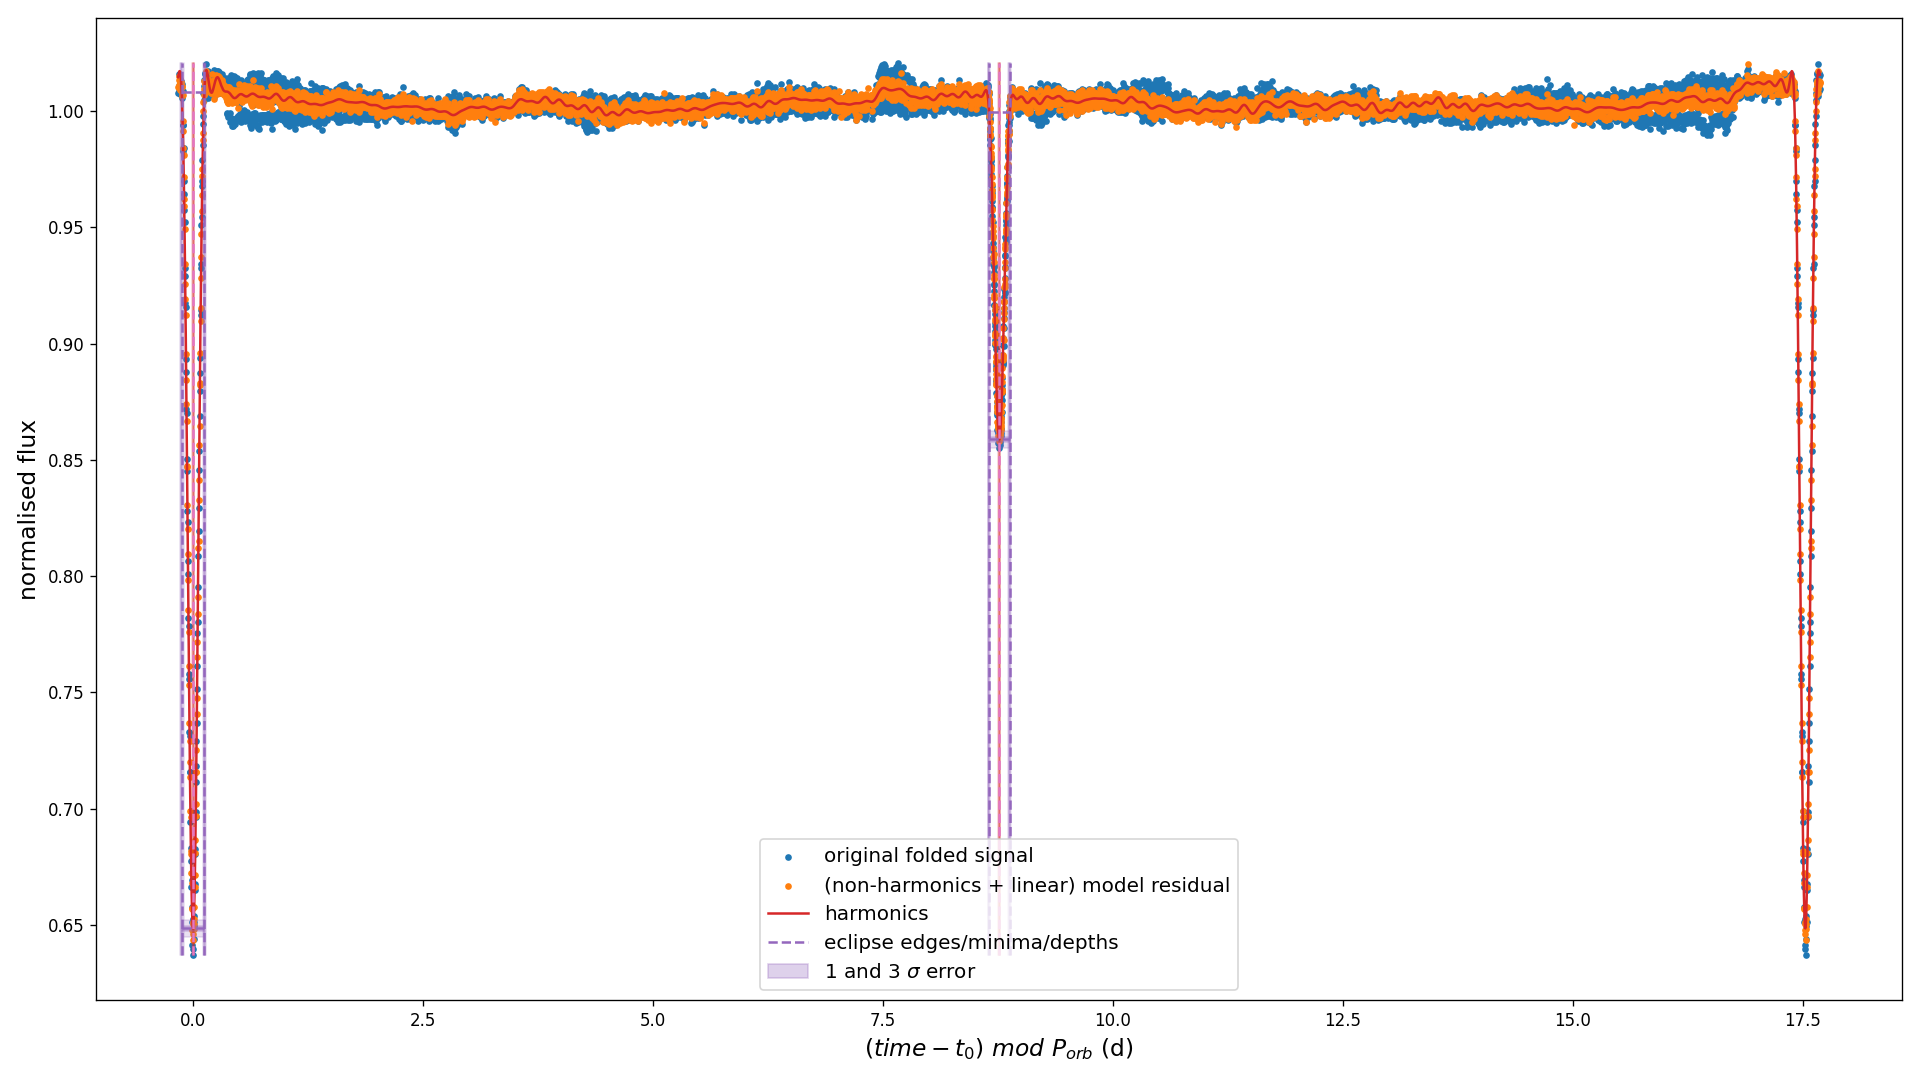 1.00
0.95
0.90
0.85
0.80
0.75
0.70
0.65
normalised flux
original folded signal
(non-harmonics + linear) model residual
harmonics
eclipse edges/minima/depths
1 and 3 σ error
0.0 2.5 5.0 7.5 10.0 12.5 15.0 17.5
(time − t₀) mod P_orb (d)